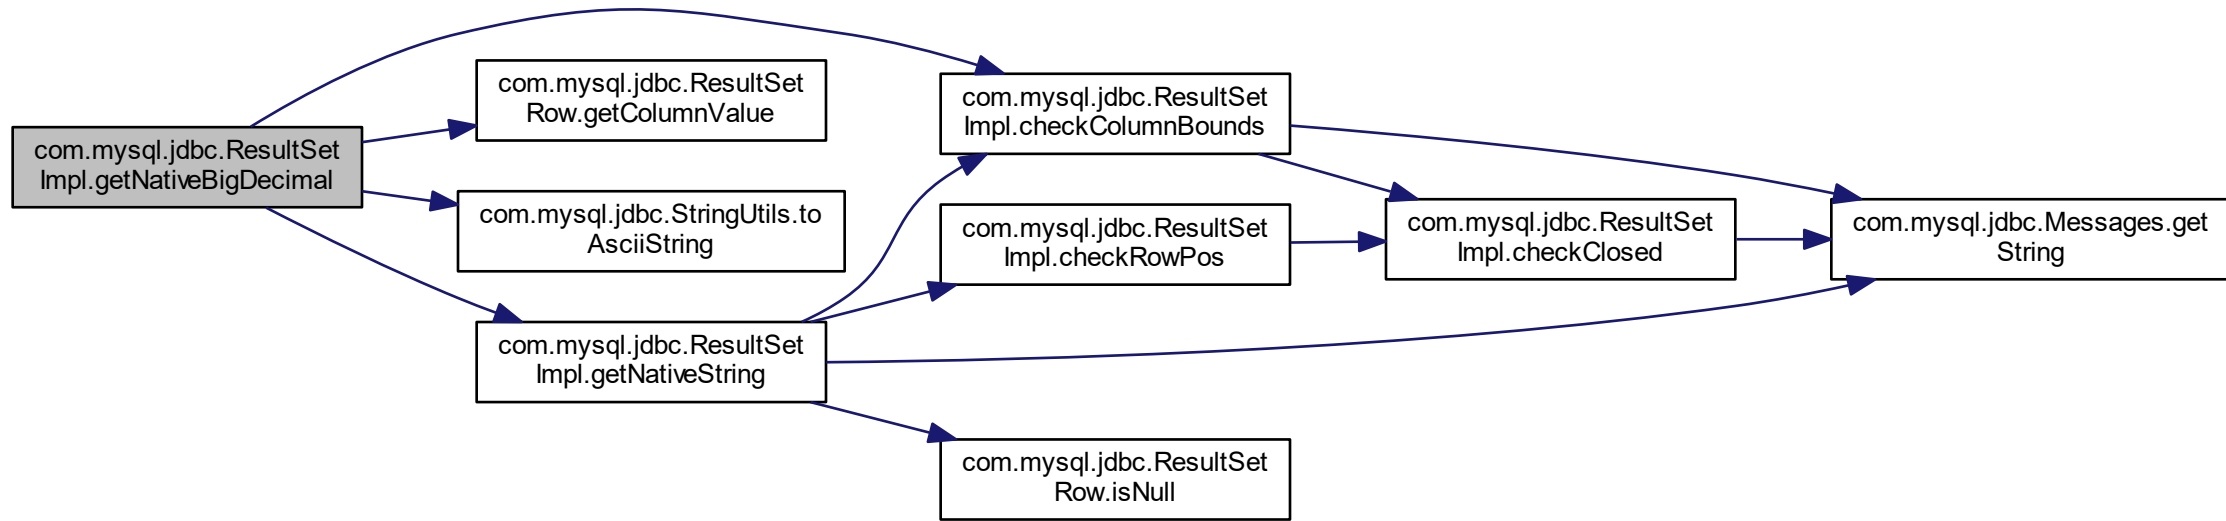 com.mysql.jdbc.ResultSet
Impl.getNativeBigDecimal
com.mysql.jdbc.ResultSet
Row.getColumnValue
com.mysql.jdbc.StringUtils.to
AsciiString
com.mysql.jdbc.ResultSet
Impl.getNativeString
com.mysql.jdbc.ResultSet
Impl.checkColumnBounds
com.mysql.jdbc.ResultSet
Impl.checkRowPos
com.mysql.jdbc.ResultSet
Row.isNull
com.mysql.jdbc.ResultSet
Impl.checkClosed
com.mysql.jdbc.Messages.get
String